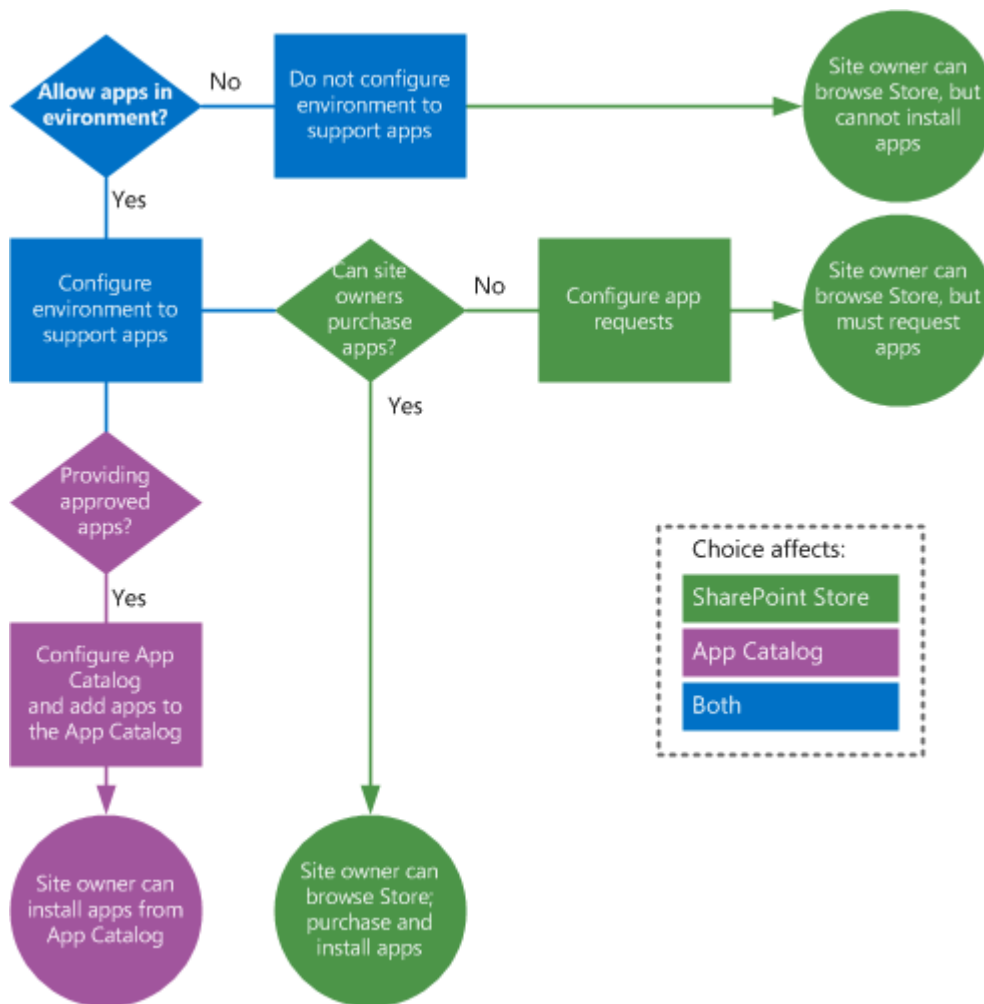 Allow apps in
evironment?
No
Do not configure
environment to
support apps
Site owner can
browse Store, but
cannot install
apps
Yes
Configure
environment to
support apps
Can site
owners
purchase
apps?
No
Configure app
requests
Site owner can
browse Store, but
must request
apps
Yes
Providing
approved
apps?
Yes
Configure App
Catalog
and add apps to
the App Catalog
Choice affects:
SharePoint Store
App Catalog
Both
Site owner can
install apps from
App Catalog
Site owner can
browse Store;
purchase and
install apps